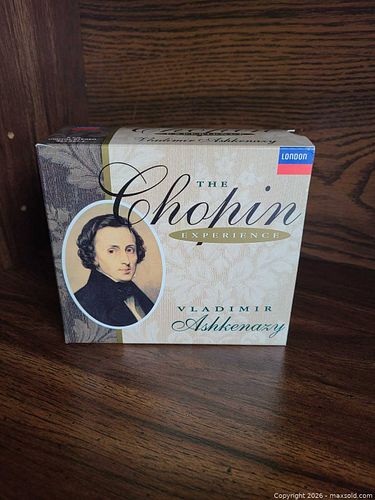 Vladimir Ashkenazy
LONDON
THE
Chopin
EXPERIENCE
VLADIMIR
Ashkenazy
Copyright 2026 - maxsold.com